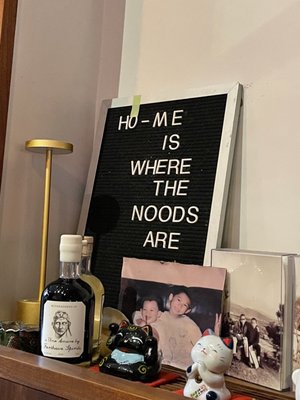 HO-ME
IS
WHERE
THE
NOODS
ARE